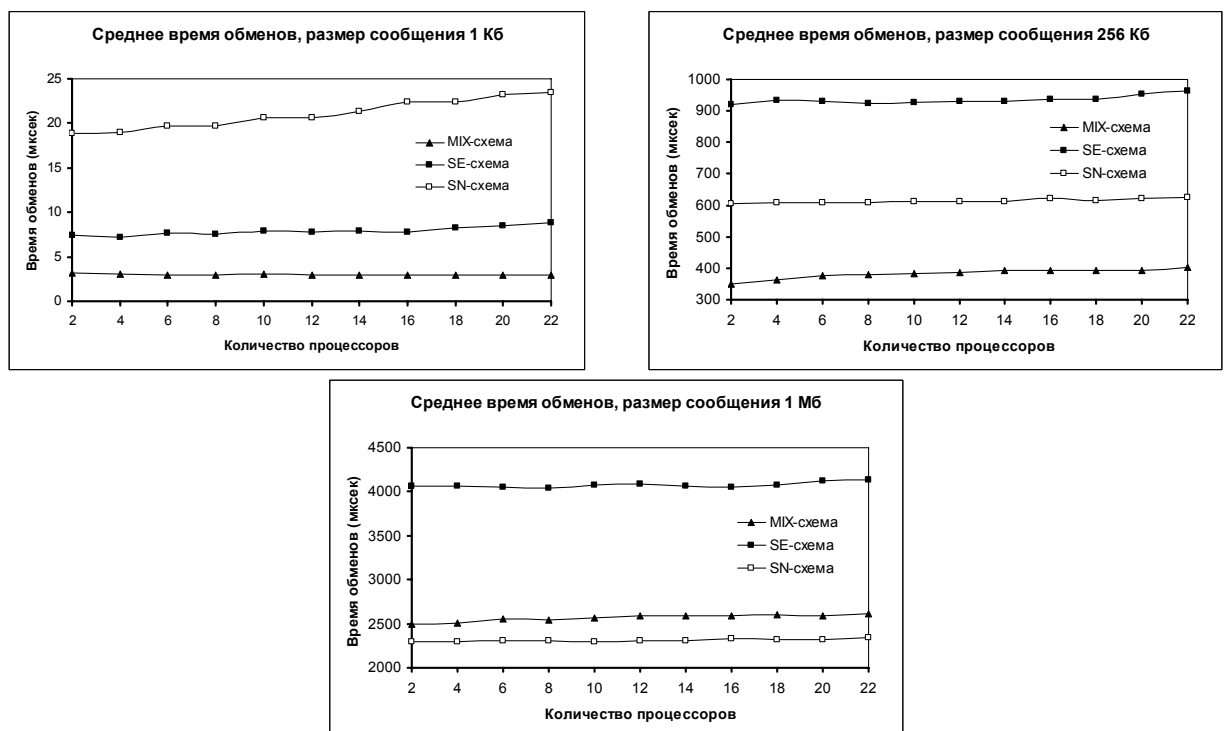 Среднее время обменов, размер сообщения 1 Кб
Время обменов (мксек)
25
20
15
10
5
0
MIX-схема
SE-схема
SN-схема
2 4 6 8 10 12 14 16 18 20 22
Количество процессоров
Среднее время обменов, размер сообщения 256 Кб
Время обменов (мксек)
1000
900
800
700
600
500
400
300
MIX-схема
SE-схема
SN-схема
2 4 6 8 10 12 14 16 18 20 22
Количество процессоров
Среднее время обменов, размер сообщения 1 Мб
Время обменов (мксек)
4500
4000
3500
3000
2500
2000
MIX-схема
SE-схема
SN-схема
2 4 6 8 10 12 14 16 18 20 22
Количество процессоров